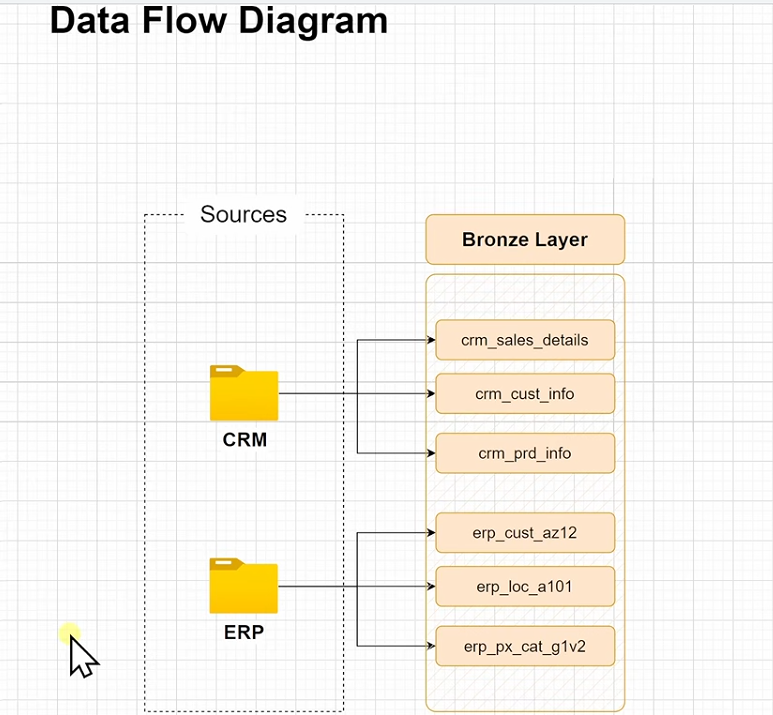 Data Flow Diagram
Sources
Bronze Layer
crm_sales_details
crm_cust_info
crm_prd_info
CRM
erp_cust_az12
erp_loc_a101
erp_px_cat_g1v2
ERP